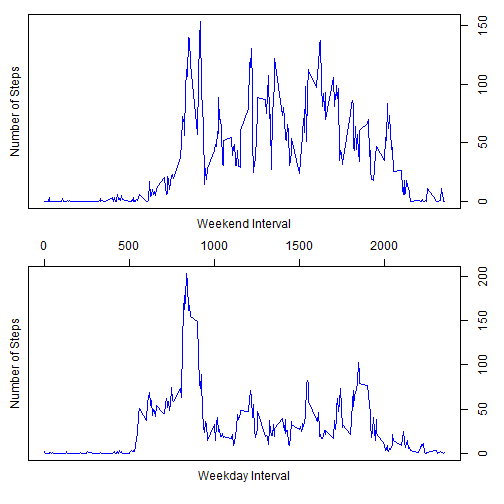 Number of Steps
0 50 100 150
Weekend Interval
0 500 1000 1500 2000
Number of Steps
0 50 100 150 200
Weekday Interval